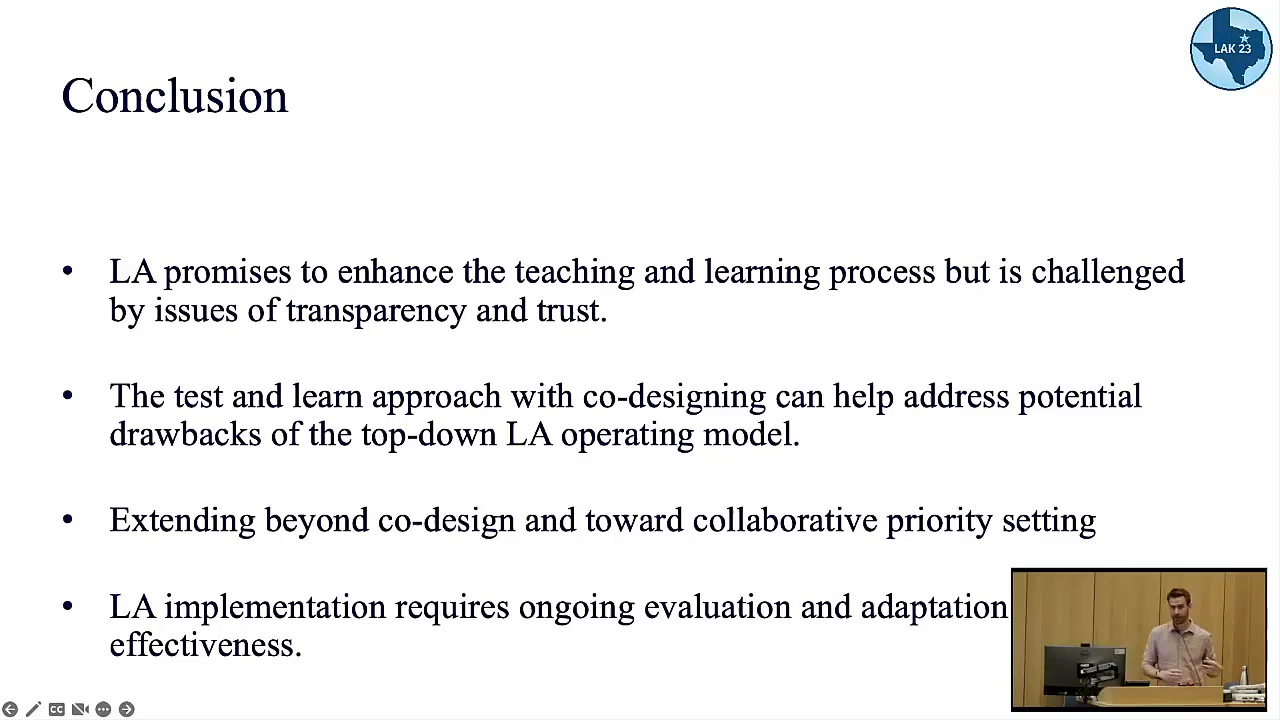 LAK 23
Conclusion
• LA promises to enhance the teaching and learning process but is challenged
by issues of transparency and trust.
• The test and learn approach with co-designing can help address potential
drawbacks of the top-down LA operating model.
• Extending beyond co-design and toward collaborative priority setting
• LA implementation requires ongoing evaluation and adaptation
effectiveness.
CC